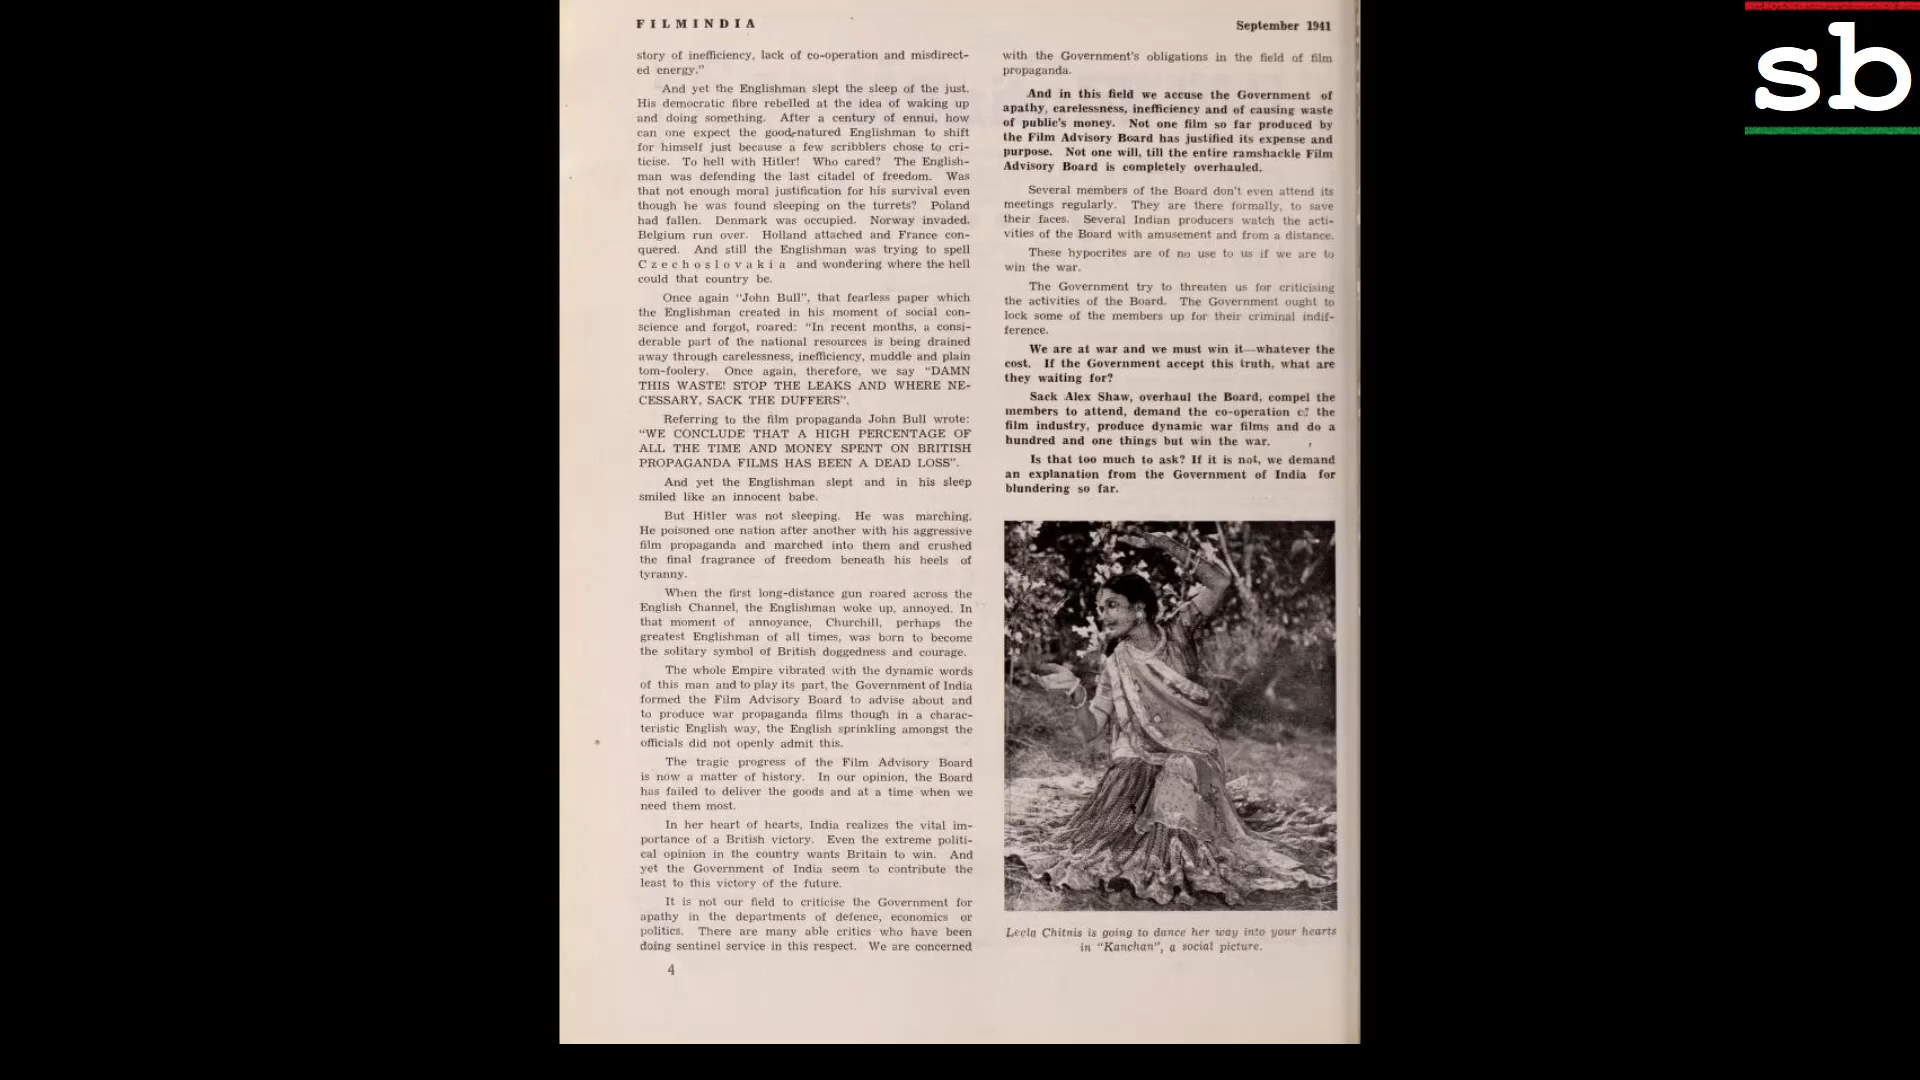 FILMINDIA
September 1941
story of inefficiency, lack of co-operation and misdirect-
ed energy."
And yet the Englishman slept the sleep of the just.
His democratic fibre rebelled at the idea of waking up
and doing something. After a century of ennui, how
can one expect the good-natured Englishman to shift
for himself just because a few scribblers chose to cri-
ticise. To hell with Hitler! Who cared? The English-
man was defending the last citadel of freedom. Was
that not enough moral justification for his survival even
though he was found sleeping on the turrets? Poland
had fallen. Denmark was occupied. Norway invaded.
Belgium run over. Holland attached and France con-
quered. And still the Englishman was trying to spell
Czechoslovakia and wondering where the hell
could that country be.
Once again "John Bull", that fearless paper which
the Englishman created in his moment of social con-
science and forgot, roared: "In recent months, a consi-
derable part of the national resources is being drained
away through carelessness, inefficiency, muddle and plain
tom-foolery. Once again, therefore, we say "DAMN
THIS WASTE! STOP THE LEAKS AND WHERE NE-
CESSARY, SACK THE DUFFERS".
Referring to the film propaganda John Bull wrote:
"WE CONCLUDE THAT A HIGH PERCENTAGE OF
ALL THE TIME AND MONEY SPENT ON BRITISH
PROPAGANDA FILMS HAS BEEN A DEAD LOSS".
And yet the Englishman slept and in his sleep
smiled like an innocent babe.
But Hitler was not sleeping. He was marching.
He poisoned one nation after another with his aggressive
film propaganda and marched into them and crushed
the final fragrance of freedom beneath his heels of
tyranny.
When the first long-distance gun roared across the
English Channel, the Englishman woke up, annoyed. In
that moment of annoyance, Churchill, perhaps the
greatest Englishman of all times, was born to become
the solitary symbol of British doggedness and courage.
The whole Empire vibrated with the dynamic words
of this man and to play its part, the Government of India
formed the Film Advisory Board to advise about and
to produce war propaganda films though in a charac-
teristic English way, the English sprinkling amongst the
officials did not openly admit this.
The tragic progress of the Film Advisory Board
is now a matter of history. In our opinion, the Board
has failed to deliver the goods and at a time when we
need them most.
In her heart of hearts, India realizes the vital im-
portance of a British victory. Even the extreme politi-
cal opinion in the country wants Britain to win. And
yet the Government of India seem to contribute the
least to this victory of the future.
It is not our field to criticise the Government for
apathy in the departments of defence, economics or
politics. There are many able critics who have been
doing sentinel service in this respect. We are concerned
4
with the Government's obligations in the field of film
propaganda.
And in this field we accuse the Government of
apathy, carelessness, inefficiency and of causing waste
of public's money. Not one film so far produced by
the Film Advisory Board has justified its expense and
purpose. Not one will, till the entire ramshackle Film
Advisory Board is completely overhauled.
Several members of the Board don't even attend its
meetings regularly. They are there formally, to save
their faces. Several Indian producers watch the acti-
vities of the Board with amusement and from a distance.
These hypocrites are of no use to us if we are to
win the war.
The Government try to threaten us for criticising
the activities of the Board. The Government ought to
lock some of the members up for their criminal indif-
ference.
We are at war and we must win it—whatever the
cost. If the Government accept this truth, what are
they waiting for?
Sack Alex Shaw, overhaul the Board, compel the
members to attend, demand the co-operation of the
film industry, produce dynamic war films and do a
hundred and one things but win the war.
Is that too much to ask? If it is not, we demand
an explanation from the Government of India for
blundering so far.
Leela Chitnis is going to dance her way into your hearts
in "Kanchan", a social picture.
sb